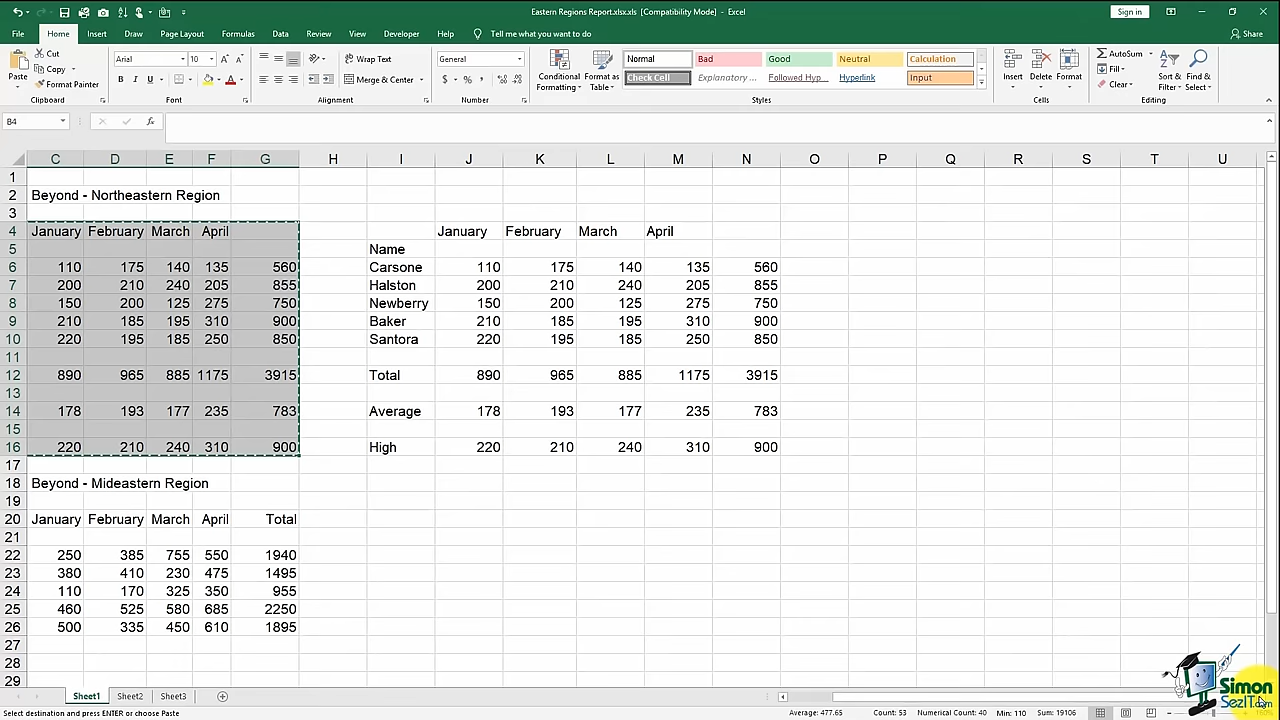 Eastern Regions Report.xlsx.xls [Compatibility Mode] - Excel
Sign in
File Home Insert Draw Page Layout Formulas Data Review View Developer Help Tell me what you want to do Share
Paste Cut Copy Format Painter Clipboard
Arial 10 B I U A Font
Wrap Text Merge & Center Alignment
General $ % , Number
Conditional Formatting Format as Table Normal Bad Good Neutral Calculation
Check Cell Explanatory ... Followed Hyp... Hyperlink Input Styles
Insert Delete Format Cells
AutoSum Fill Clear Sort & Filter Find & Select Editing
B4 fx
C D E F G H I J K L M N O P Q R S T U
1
2 Beyond - Northeastern Region
3
4 January February March April January February March April
5 Name
6 110 175 140 135 560 Carsone 110 175 140 135 560
7 200 210 240 205 855 Halston 200 210 240 205 855
8 150 200 125 275 750 Newberry 150 200 125 275 750
9 210 185 195 310 900 Baker 210 185 195 310 900
10 220 195 185 250 850 Santora 220 195 185 250 850
11
12 890 965 885 1175 3915 Total 890 965 885 1175 3915
13
14 178 193 177 235 783 Average 178 193 177 235 783
15
16 220 210 240 310 900 High 220 210 240 310 900
17
18 Beyond - Mideastern Region
19
20 January February March April Total
21
22 250 385 755 550 1940
23 380 410 230 475 1495
24 110 170 325 350 955
25 460 525 580 685 2250
26 500 335 450 610 1895
27
28
29
Sheet1 Sheet2 Sheet3
Select destination and press ENTER or choose Paste Average: 477.65 Count: 53 Numerical Count: 40 Min: 110 Sum: 19106
Simon
SezIT.com